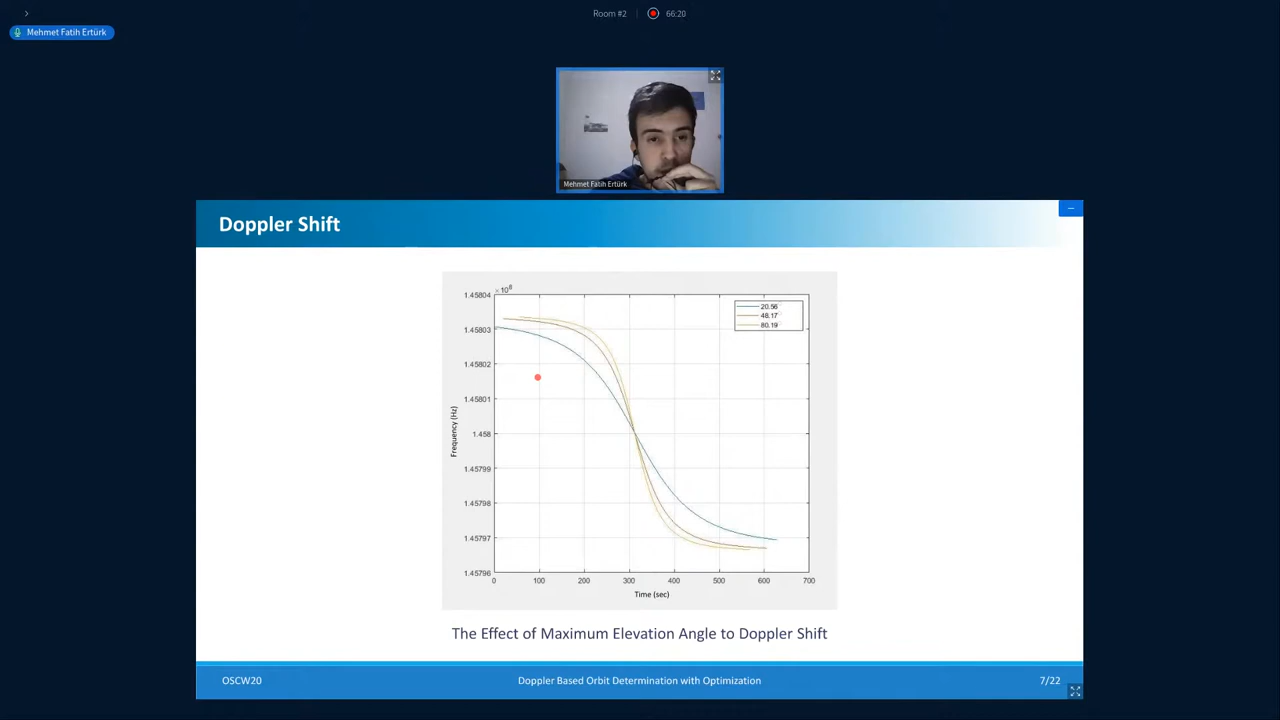 Room #2
66:20
Mehmet Fatih Ertürk
Mehmet Fatih Ertürk
Doppler Shift
× 10⁸
1.45804
1.45803
1.45802
1.45801
1.458
1.45799
1.45798
1.45797
1.45796
Frequency (Hz)
20.56
48.17
80.19
0 100 200 300 400 500 600 700
Time (sec)
The Effect of Maximum Elevation Angle to Doppler Shift
OSCW20
Doppler Based Orbit Determination with Optimization
7/22